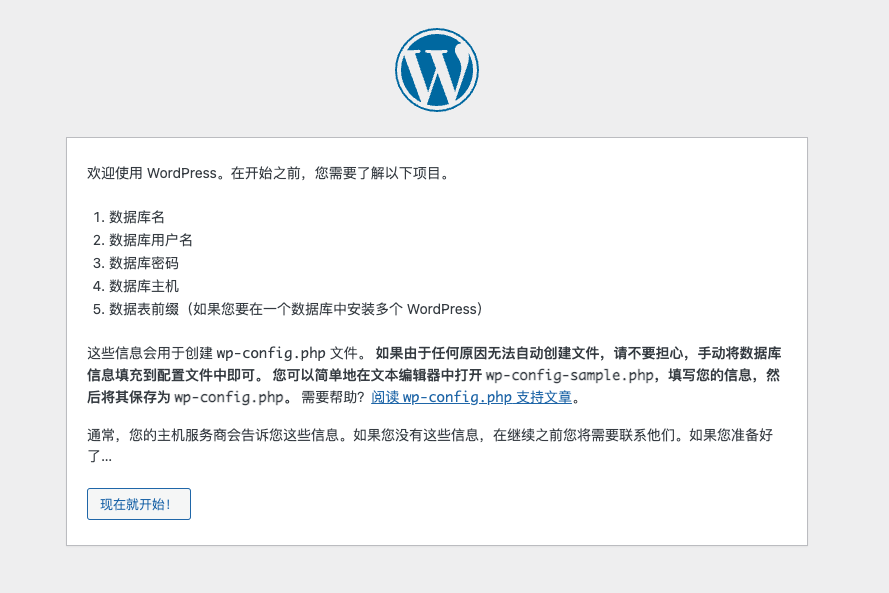 欢迎使用 WordPress。在开始之前，您需要了解以下项目。
1. 数据库名
2. 数据库用户名
3. 数据库密码
4. 数据库主机
5. 数据表前缀（如果您要在一个数据库中安装多个 WordPress）
这些信息会用于创建 wp-config.php 文件。 如果由于任何原因无法自动创建文件，请不要担心，手动将数据库
信息填充到配置文件中即可。 您可以简单地在文本编辑器中打开 wp-config-sample.php，填写您的信息，然
后将其保存为 wp-config.php。 需要帮助？阅读 wp-config.php 支持文章。
通常，您的主机服务商会告诉您这些信息。如果您没有这些信息，在继续之前您将需要联系他们。如果您准备好
了...
现在就开始！